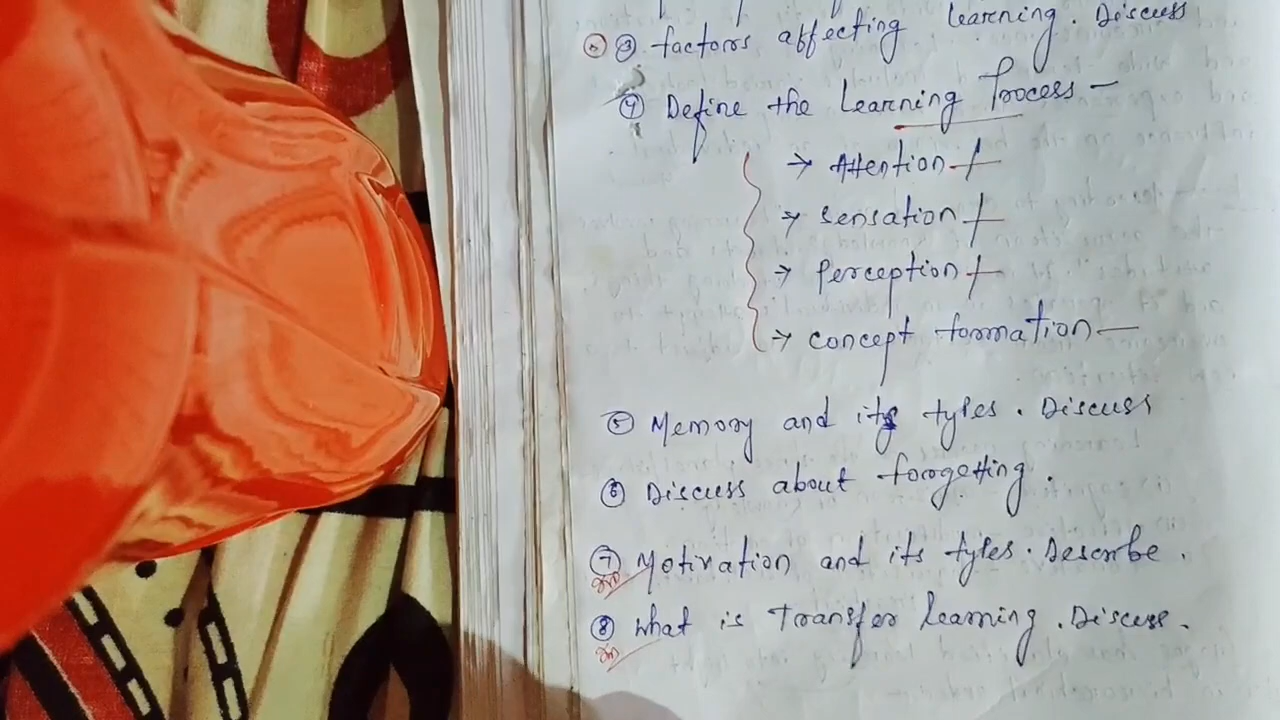 ③ factors affecting learning. Discuss
④ Define the Learning Process —
→ Attention
→ sensation
→ perception
→ concept formation —
⑤ Memory and its types. Discuss
⑥ Discuss about forgetting.
⑦ Motivation and its types. Describe.
⑧ What is Transfer learning. Discuss.